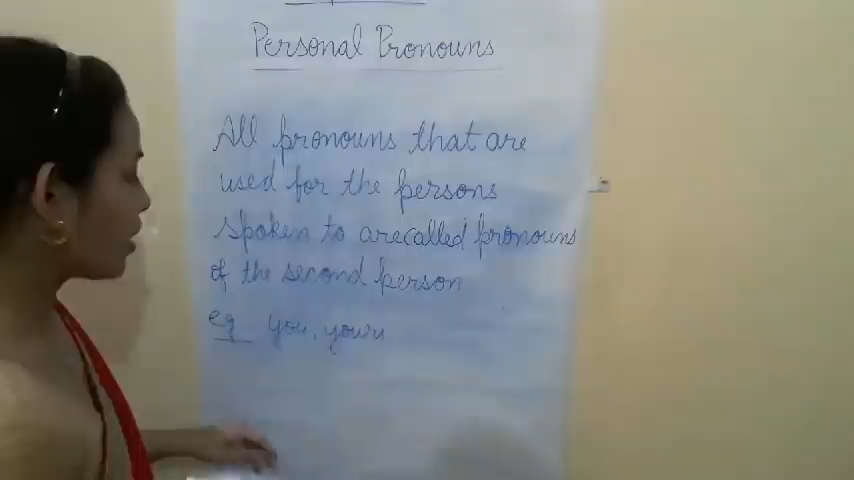 Personal Pronouns
All pronouns that are
used for the persons
spoken to arecalled pronouns
of the second person
eg you, your